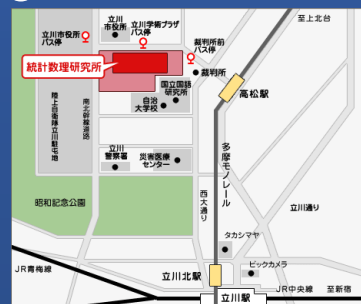 立川市役所
バス停
立川
市役所
立川学術プラザ
バス停
至上北台
裁判所前
バス停
統計数理研究所
裁判所
国立国語
研究所
自治
大学校
高松駅
陸上自衛隊立川駐屯地
南北幹線道路
立川
警察署
災害医療
センター
多摩モノレール
昭和記念公園
西大通り
立川通り
タカシマヤ
ビックカメラ
立川北駅
JR青梅線
JR中央線
至新宿
立川駅